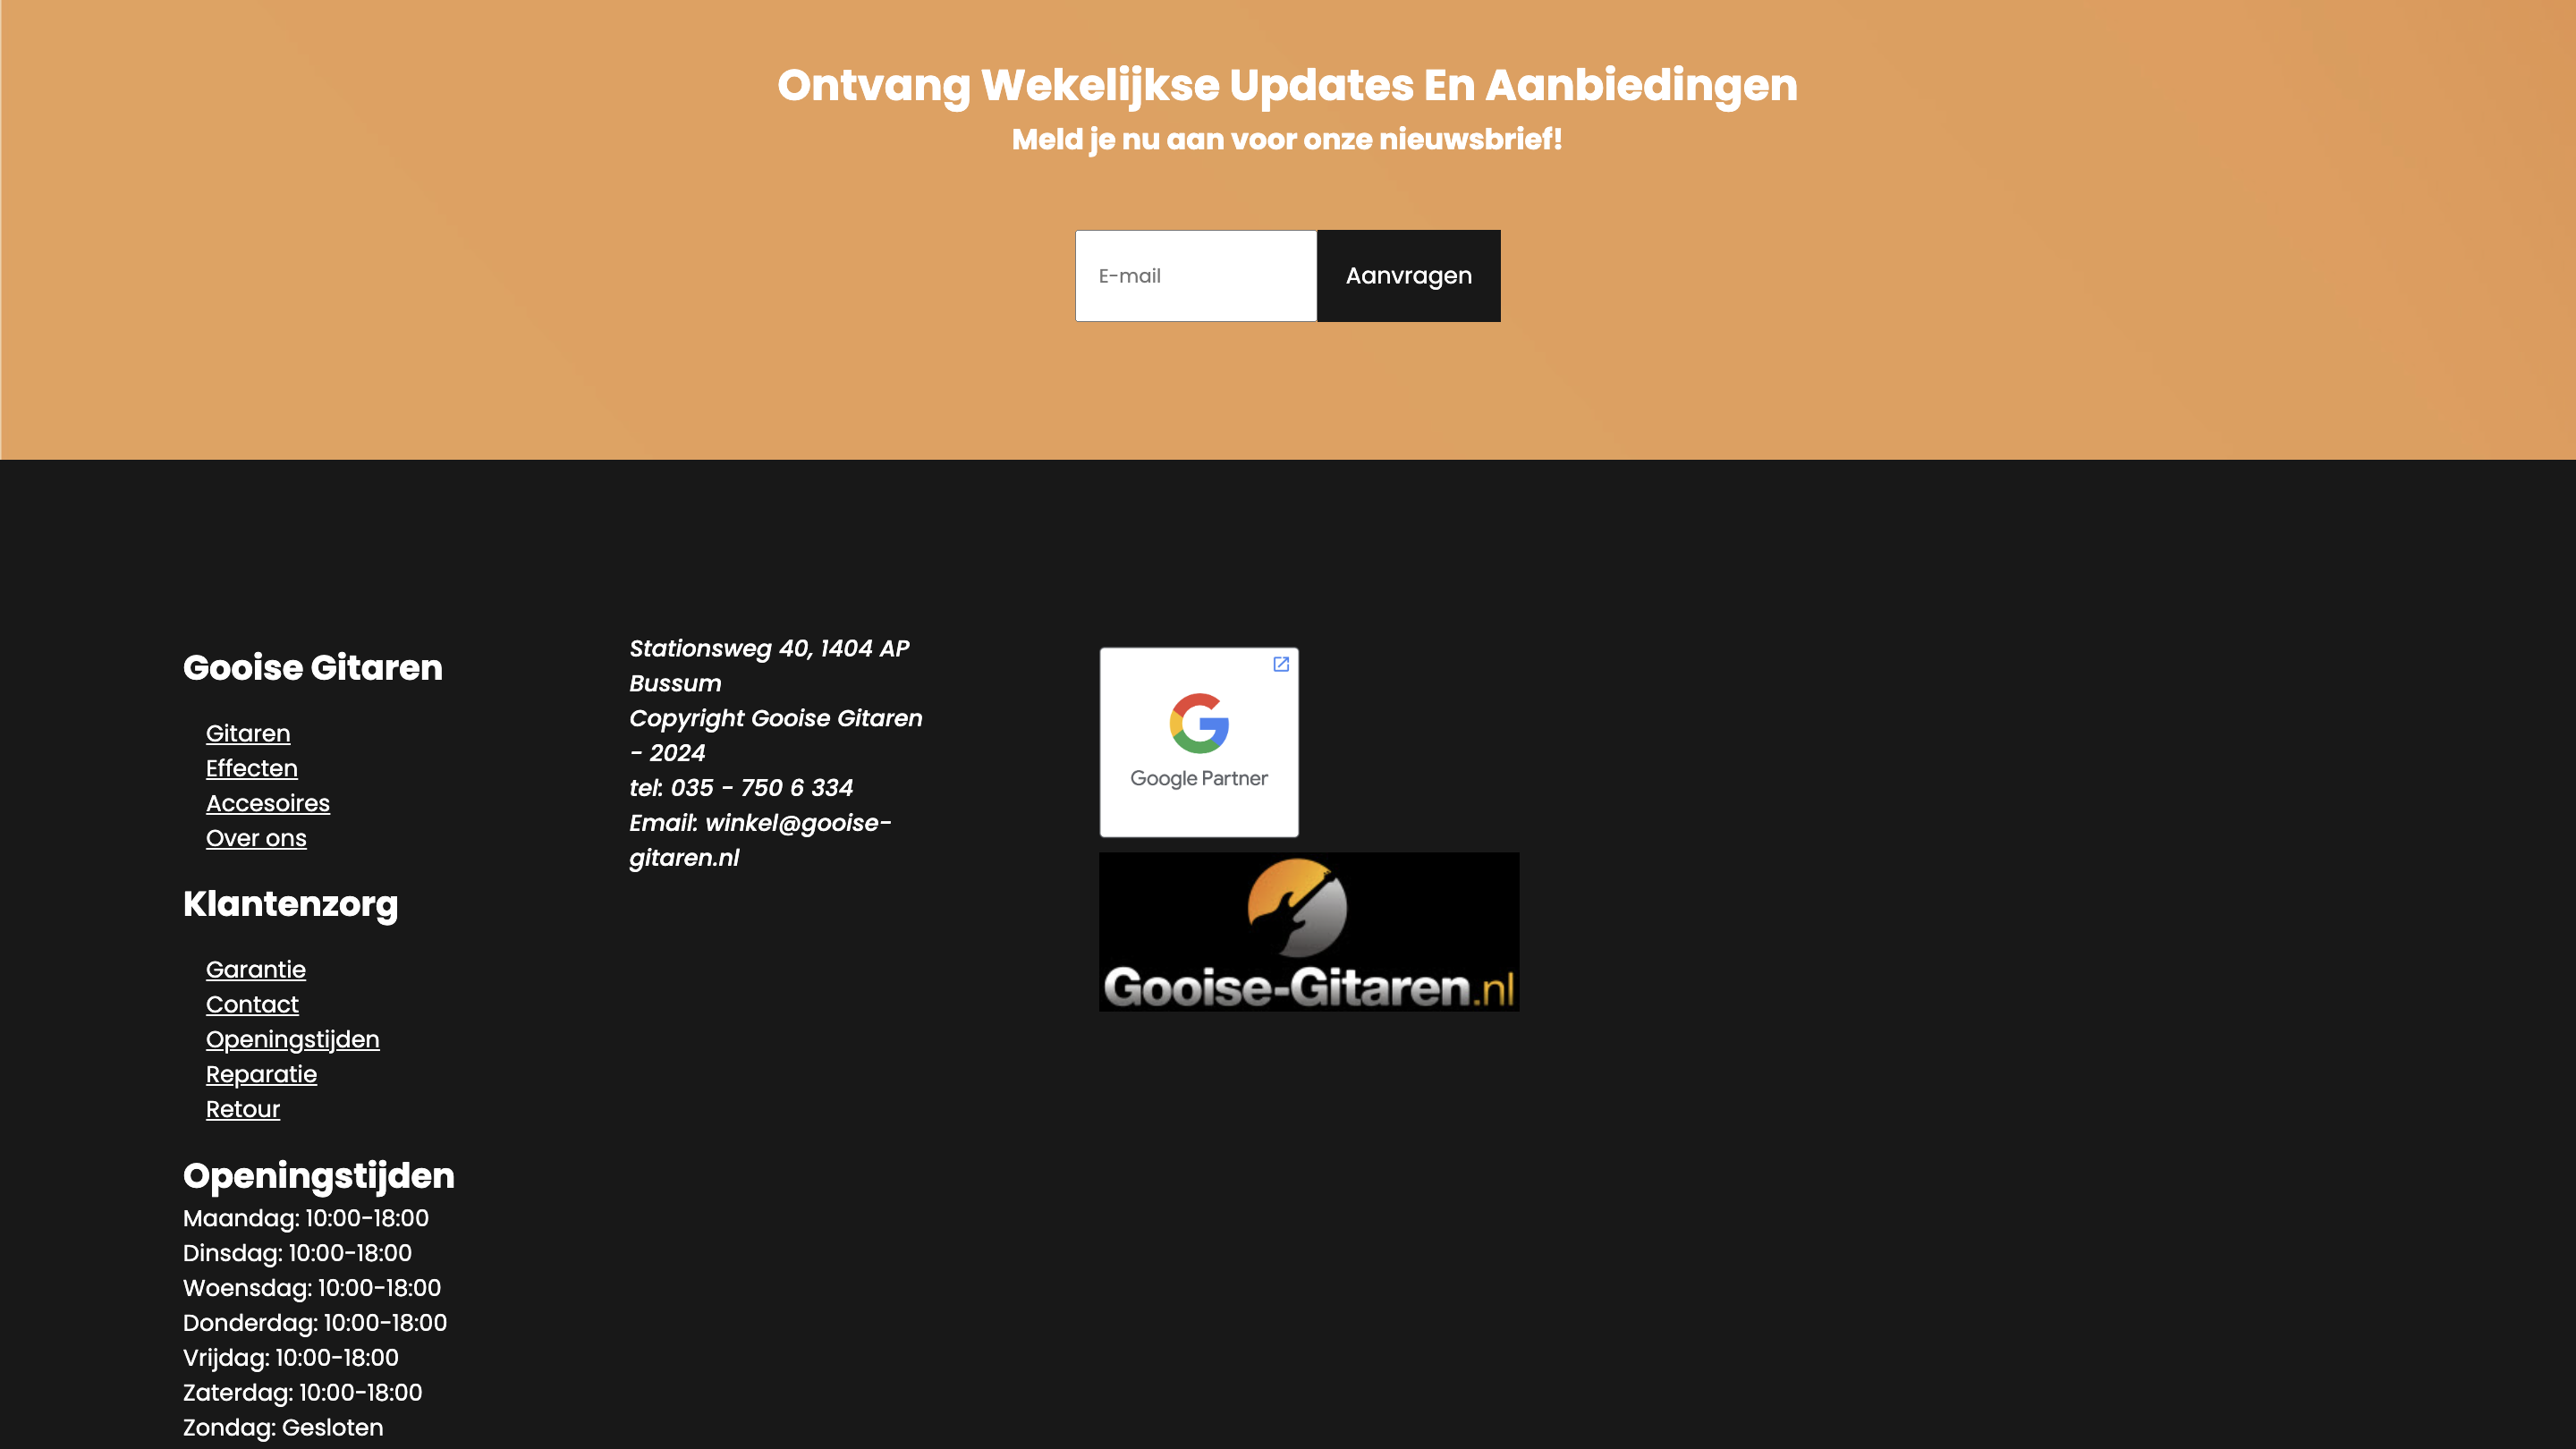 Ontvang Wekelijkse Updates En Aanbiedingen
Meld je nu aan voor onze nieuwsbrief!
E-mail
Aanvragen
Gooise Gitaren
Gitaren
Effecten
Accesoires
Over ons
Klantenzorg
Garantie
Contact
Openingstijden
Reparatie
Retour
Openingstijden
Maandag: 10:00-18:00
Dinsdag: 10:00-18:00
Woensdag: 10:00-18:00
Donderdag: 10:00-18:00
Vrijdag: 10:00-18:00
Zaterdag: 10:00-18:00
Zondag: Gesloten
Stationsweg 40, 1404 AP
Bussum
Copyright Gooise Gitaren
- 2024
tel: 035 - 750 6 334
Email: winkel@gooise-
gitaren.nl
Google Partner
Gooise-Gitaren.nl